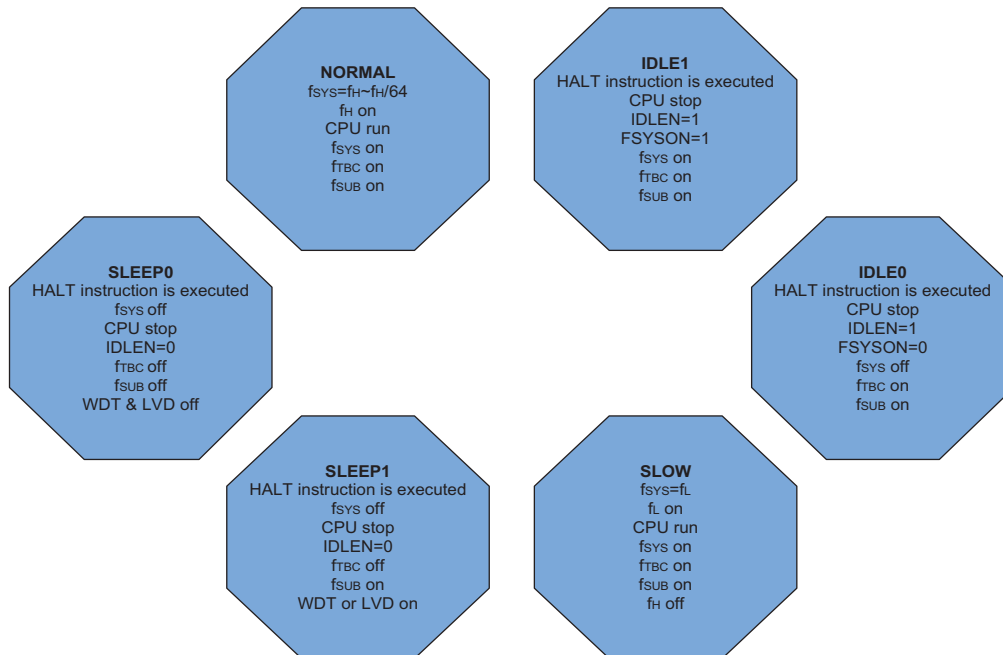 NORMAL
fSYS=fH~fH/64
fH on
CPU run
fSYS on
fTBC on
fSUB on
IDLE1
HALT instruction is executed
CPU stop
IDLEN=1
FSYSON=1
fSYS on
fTBC on
fSUB on
SLEEP0
HALT instruction is executed
fSYS off
CPU stop
IDLEN=0
fTBC off
fSUB off
WDT & LVD off
IDLE0
HALT instruction is executed
CPU stop
IDLEN=1
FSYSON=0
fSYS off
fTBC on
fSUB on
SLEEP1
HALT instruction is executed
fSYS off
CPU stop
IDLEN=0
fTBC off
fSUB on
WDT or LVD on
SLOW
fSYS=fL
fL on
CPU run
fSYS on
fTBC on
fSUB on
fH off